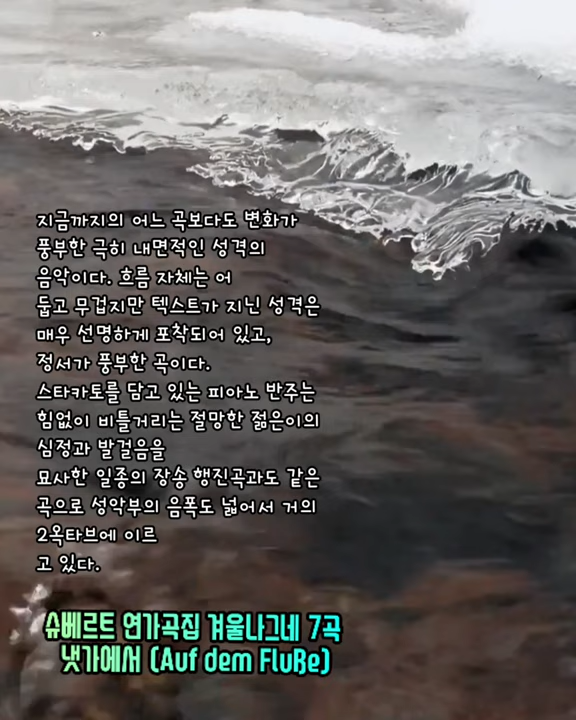 지금까지의 어느 곡보다도 변화가
풍부한 극히 내면적인 성격의
음악이다. 흐름 자체는 어
둡고 무겁지만 텍스트가 지닌 성격은
매우 선명하게 포착되어 있고,
정서가 풍부한 곡이다.
스타카토를 담고 있는 피아노 반주는
힘없이 비틀거리는 절망한 젊은이의
심정과 발걸음을
묘사한 일종의 장송 행진곡과도 같은
곡으로 성악부의 음폭도 넓어서 거의
2옥타브에 이르
고 있다.
슈베르트 연가곡집 겨울나그네 7곡
냇가에서 (Auf dem Fluße)